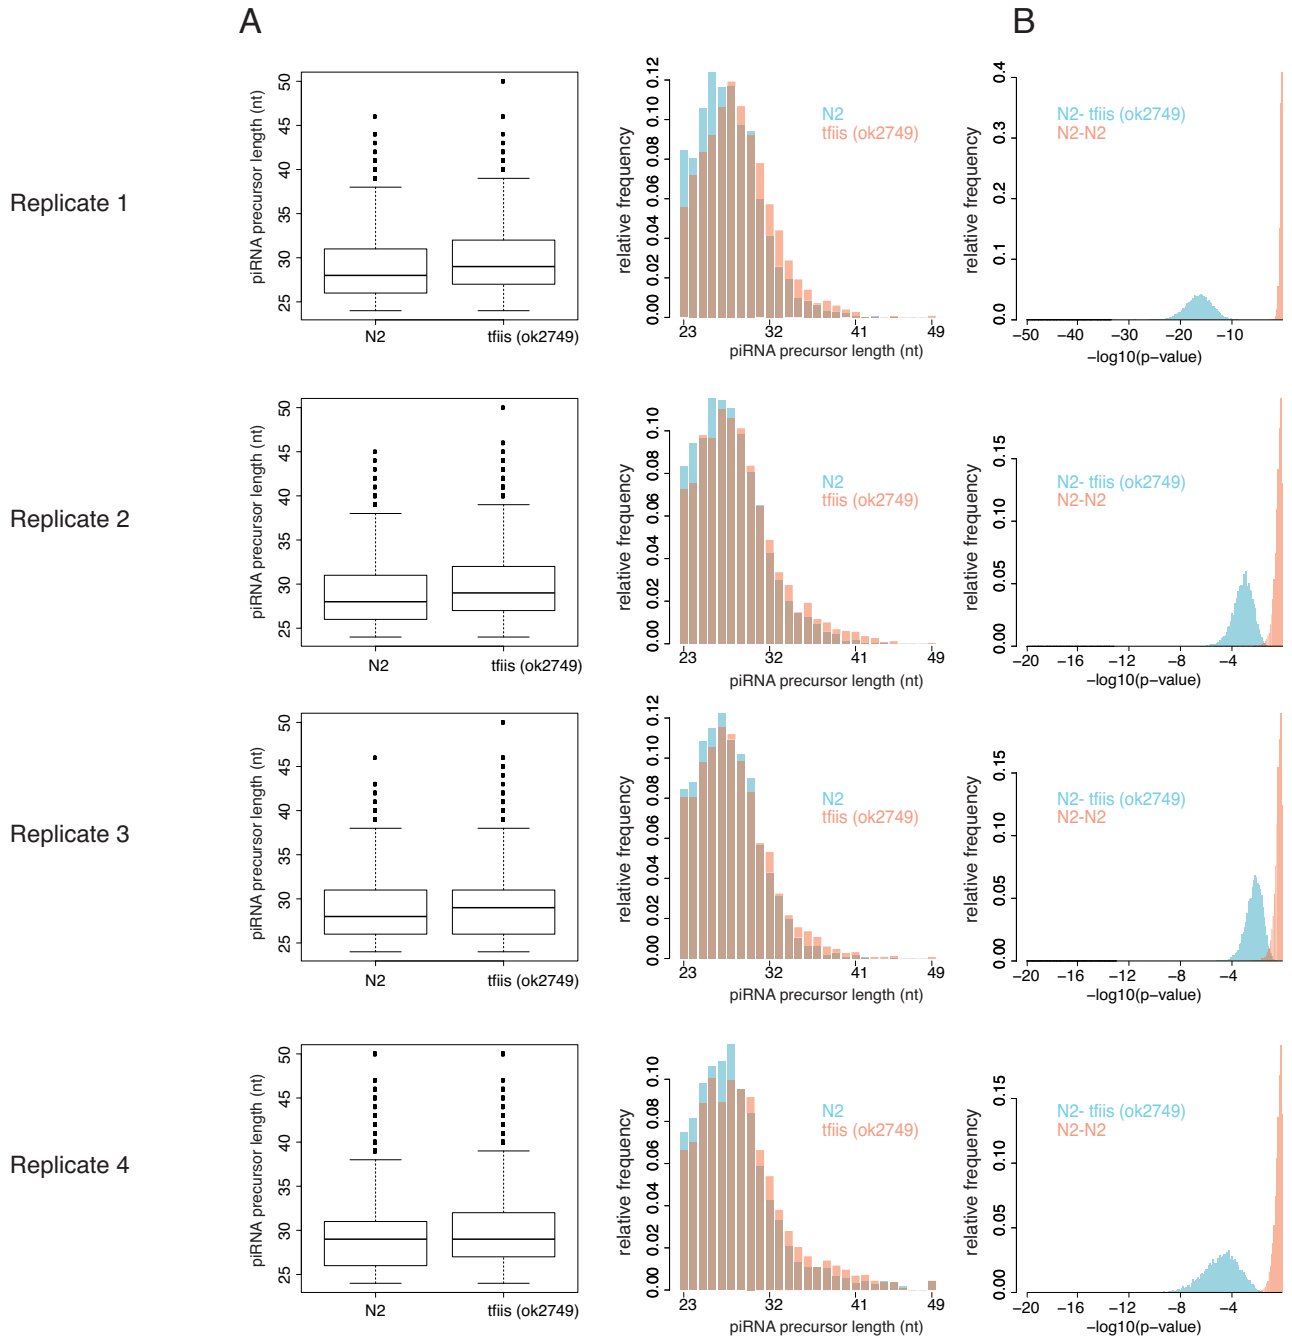 A
B
Replicate 1
piRNA precursor length (nt)
50
45
40
35
30
25
N2
tfiis (ok2749)
relative frequency
0.12
0.10
0.08
0.06
0.04
0.02
0.00
N2
tfiis (ok2749)
23
32
41
49
piRNA precursor length (nt)
relative frequency
0.4
0.3
0.2
0.1
0.0
N2- tfiis (ok2749)
N2-N2
−50
−40
−30
−20
−10
−log10(p−value)
Replicate 2
piRNA precursor length (nt)
50
45
40
35
30
25
N2
tfiis (ok2749)
relative frequency
0.10
0.08
0.06
0.04
0.02
0.00
N2
tfiis (ok2749)
23
32
41
49
piRNA precursor length (nt)
relative frequency
0.15
0.10
0.05
0.00
N2- tfiis (ok2749)
N2-N2
−20
−16
−12
−8
−4
−log10(p−value)
Replicate 3
piRNA precursor length (nt)
50
45
40
35
30
25
N2
tfiis (ok2749)
relative frequency
0.12
0.10
0.08
0.06
0.04
0.02
0.00
N2
tfiis (ok2749)
23
32
41
49
piRNA precursor length (nt)
relative frequency
0.15
0.10
0.05
0.00
N2- tfiis (ok2749)
N2-N2
−20
−16
−12
−8
−4
−log10(p−value)
Replicate 4
piRNA precursor length (nt)
50
45
40
35
30
25
N2
tfiis (ok2749)
relative frequency
0.10
0.08
0.06
0.04
0.02
0.00
N2
tfiis (ok2749)
23
32
41
49
piRNA precursor length (nt)
relative frequency
0.15
0.10
0.05
0.00
N2- tfiis (ok2749)
N2-N2
−20
−16
−12
−8
−4
−log10(p−value)